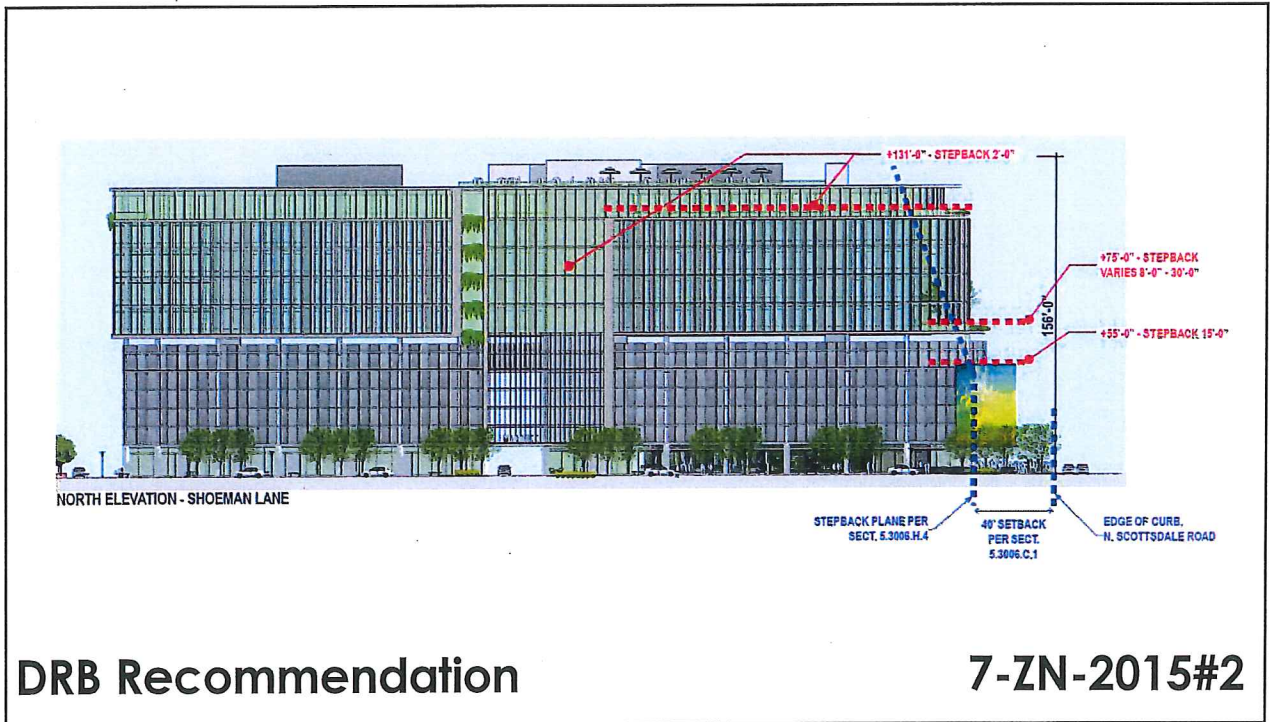 +131'-0" - STEPBACK 2'-0"
+75'-0" - STEPBACK
VARIES 8'-0" - 30'-0"
156'-0"
+55'-0" - STEPBACK 15'-0"
NORTH ELEVATION - SHOEMAN LANE
STEPBACK PLANE PER
SECT. 5.3006.H.4
40' SETBACK
PER SECT.
5.3006.C.1
EDGE OF CURB,
N. SCOTTSDALE ROAD
DRB Recommendation
7-ZN-2015#2